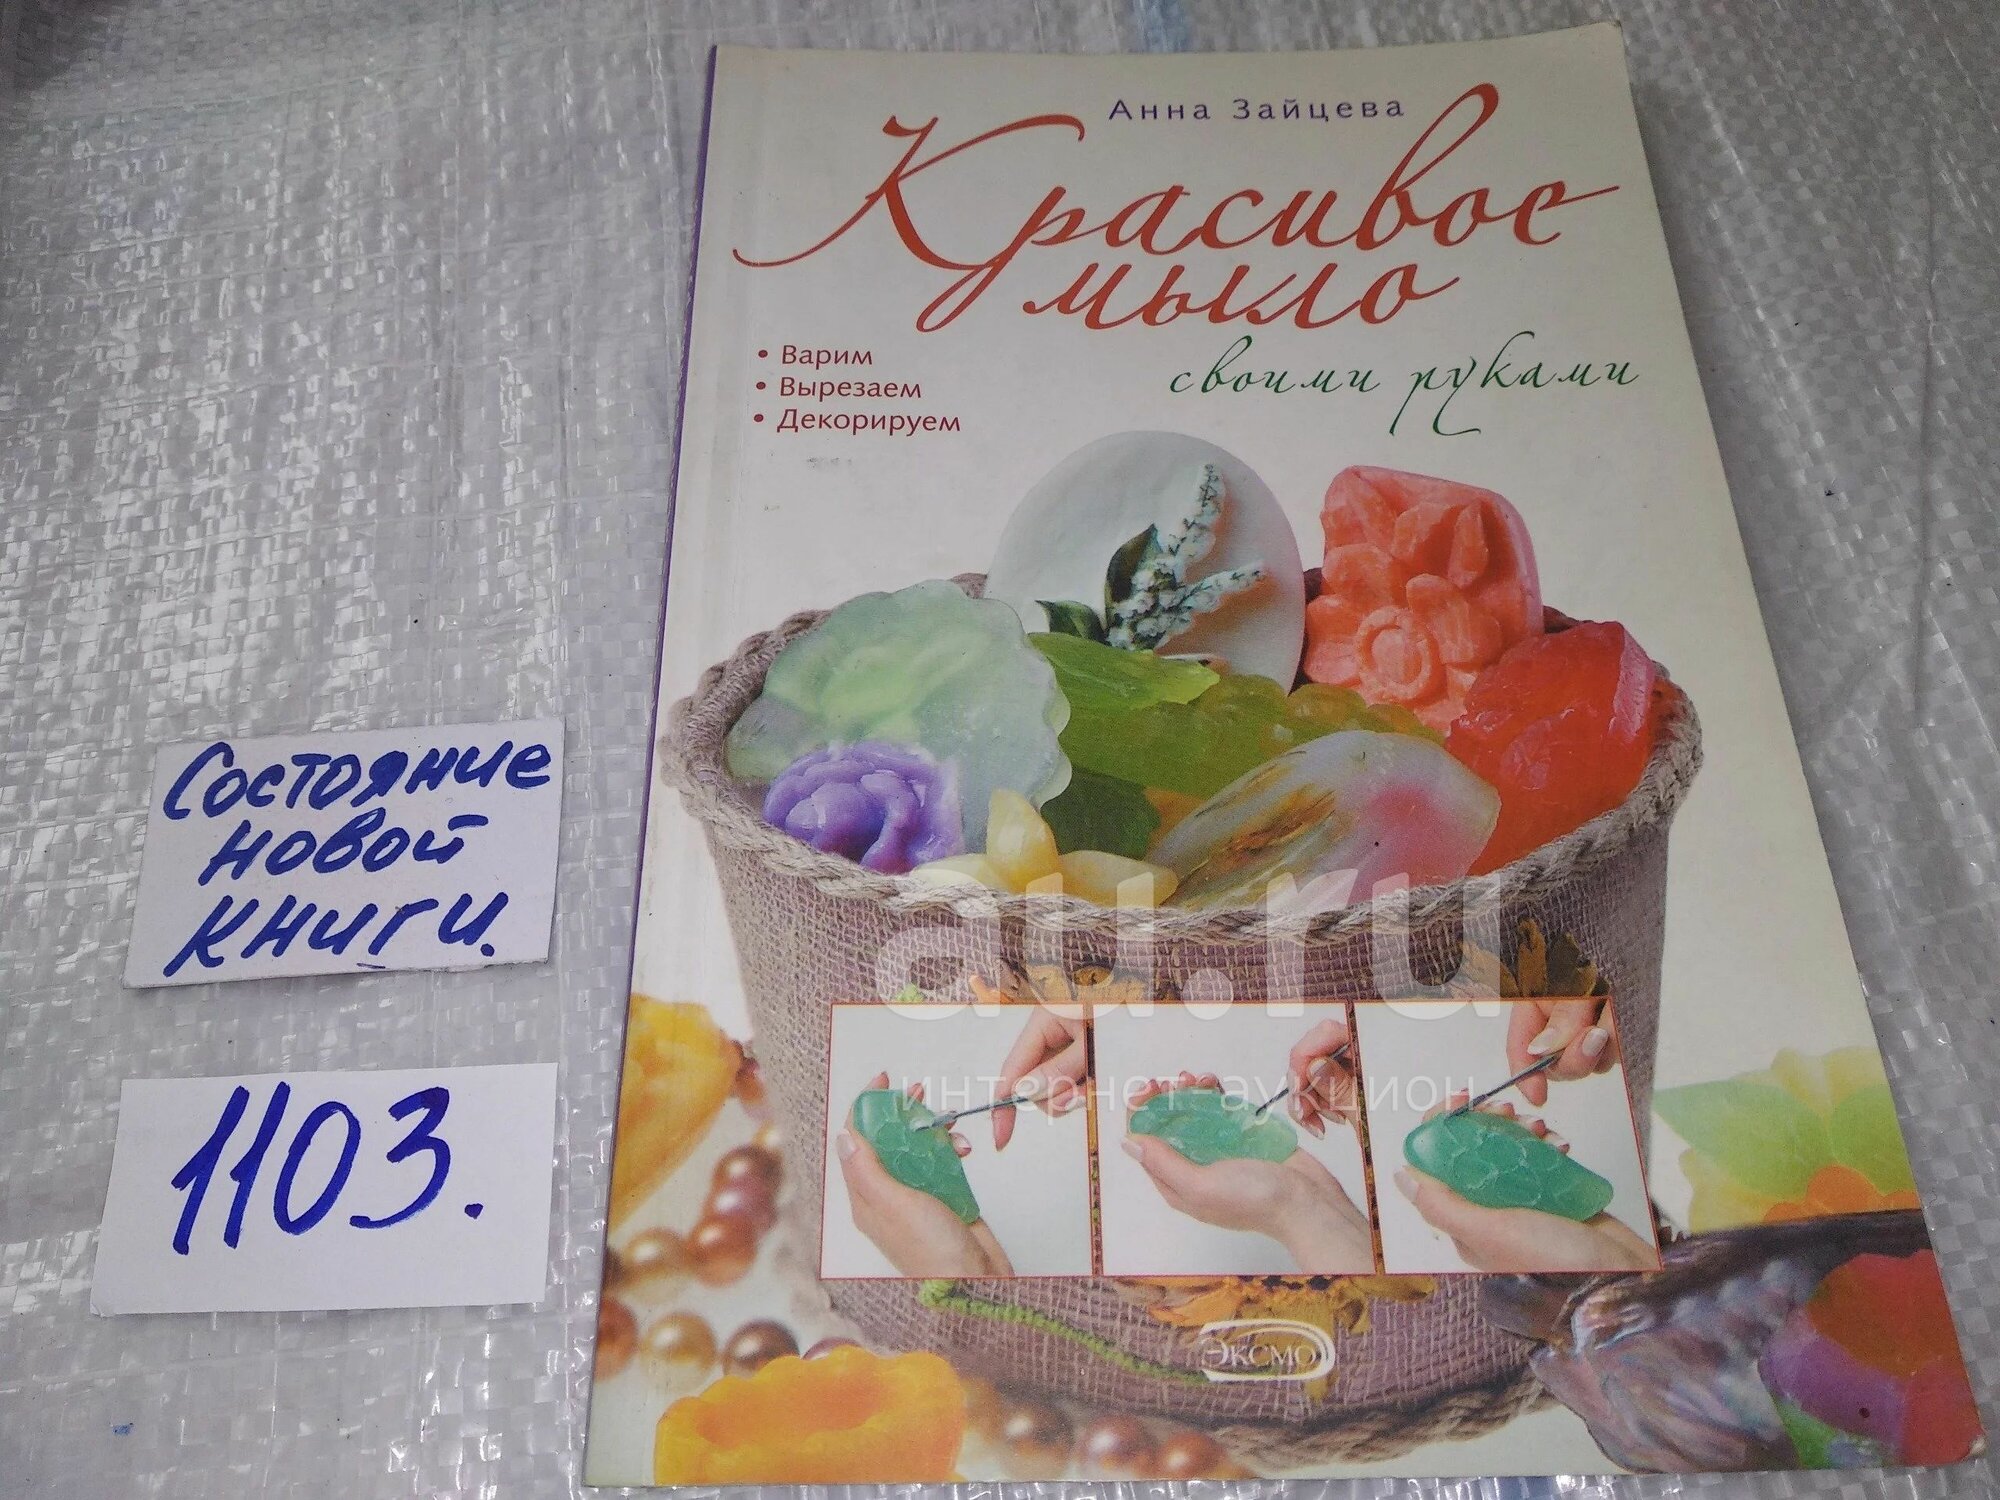 Анна Зайцева
Красивое
мыло
своими руками
• Варим
• Вырезаем
• Декорируем
Состояние
новой
книги.
1103.
au.ru
интернет-аукцион
ЭКСМО